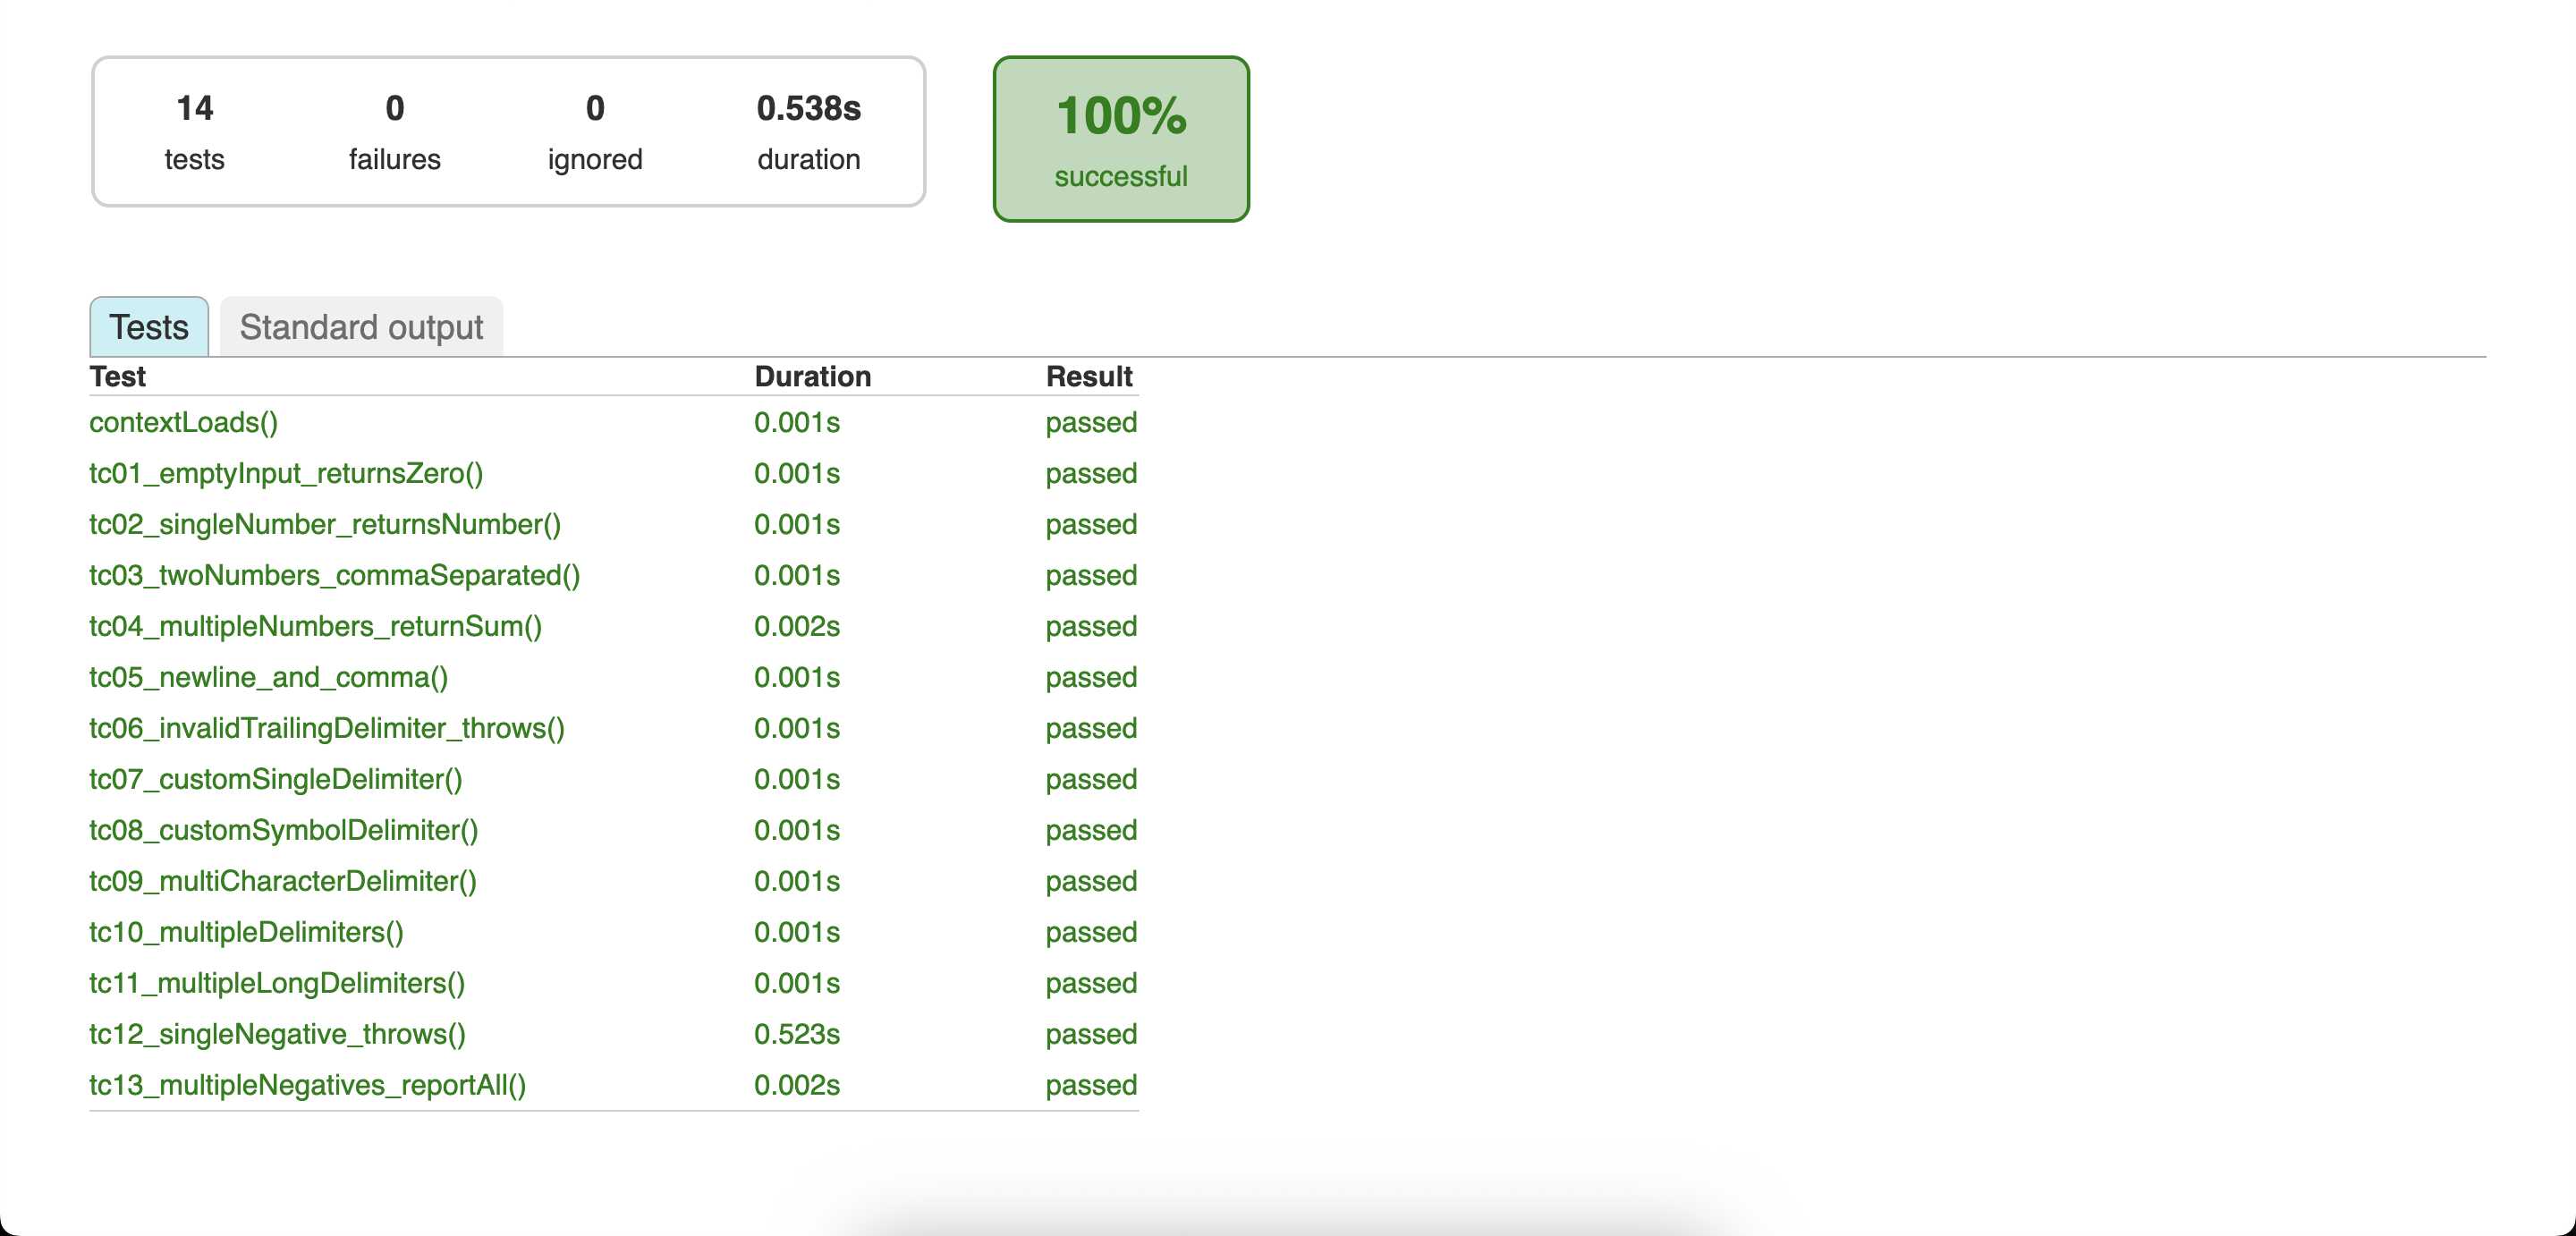 14 0 0 0.538s
tests failures ignored duration
100%
successful
Tests Standard output
Test Duration Result
contextLoads() 0.001s passed
tc01_emptyInput_returnsZero() 0.001s passed
tc02_singleNumber_returnsNumber() 0.001s passed
tc03_twoNumbers_commaSeparated() 0.001s passed
tc04_multipleNumbers_returnSum() 0.002s passed
tc05_newline_and_comma() 0.001s passed
tc06_invalidTrailingDelimiter_throws() 0.001s passed
tc07_customSingleDelimiter() 0.001s passed
tc08_customSymbolDelimiter() 0.001s passed
tc09_multiCharacterDelimiter() 0.001s passed
tc10_multipleDelimiters() 0.001s passed
tc11_multipleLongDelimiters() 0.001s passed
tc12_singleNegative_throws() 0.523s passed
tc13_multipleNegatives_reportAll() 0.002s passed